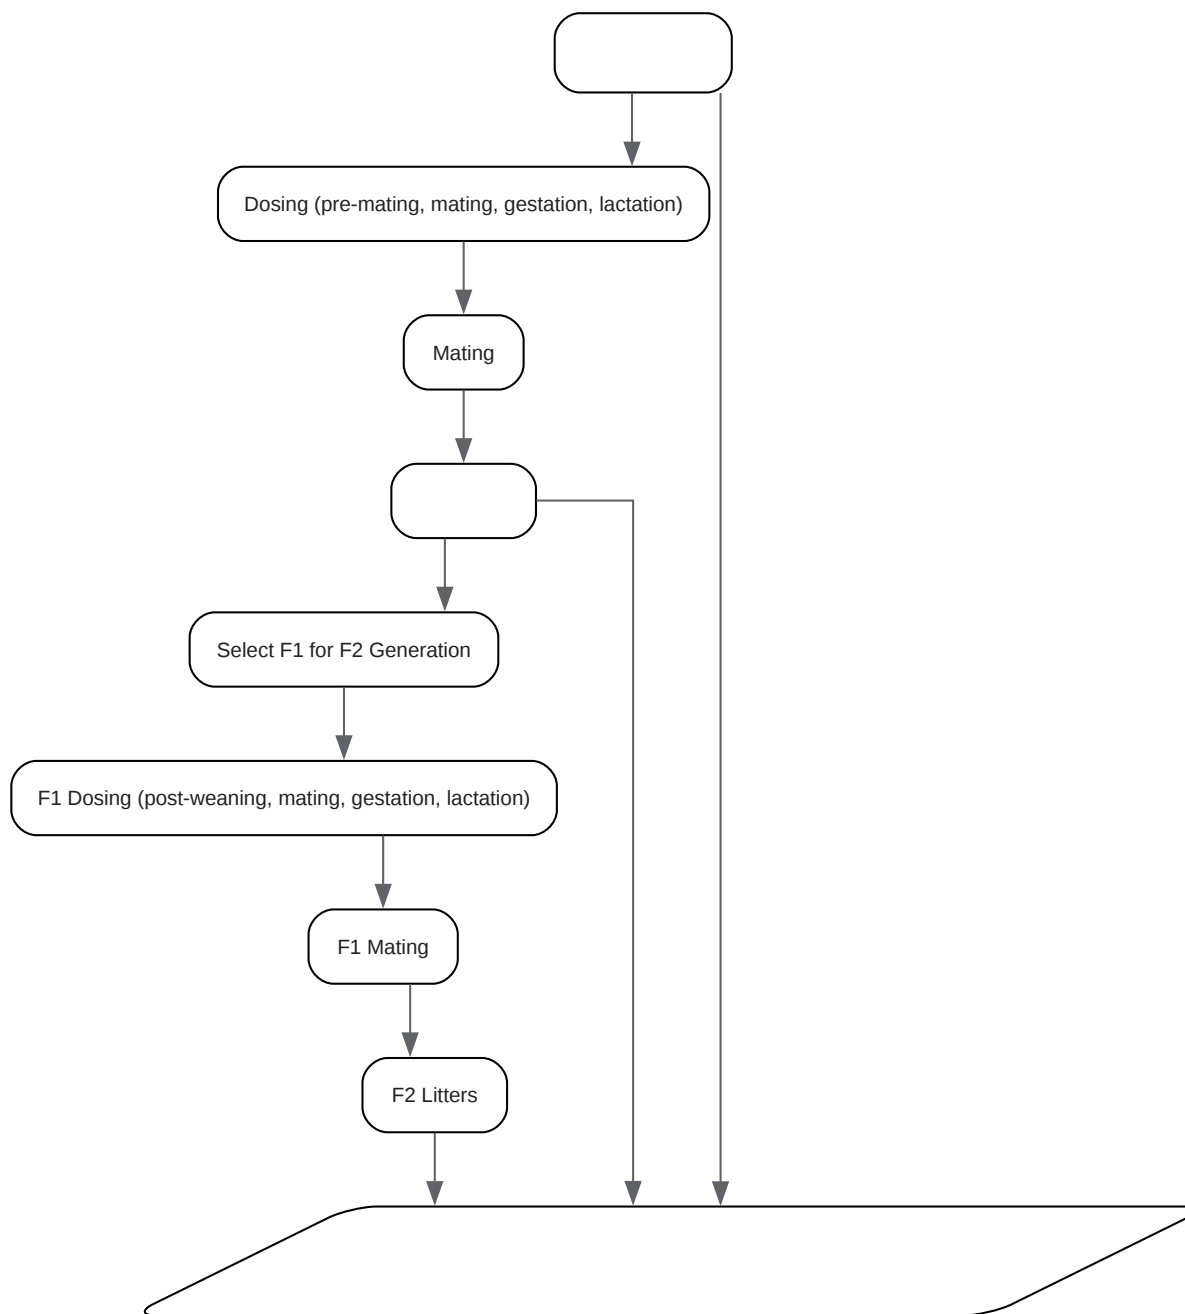 Dosing (pre-mating, mating, gestation, lactation)
Mating
Select F1 for F2 Generation
F1 Dosing (post-weaning, mating, gestation, lactation)
F1 Mating
F2 Litters